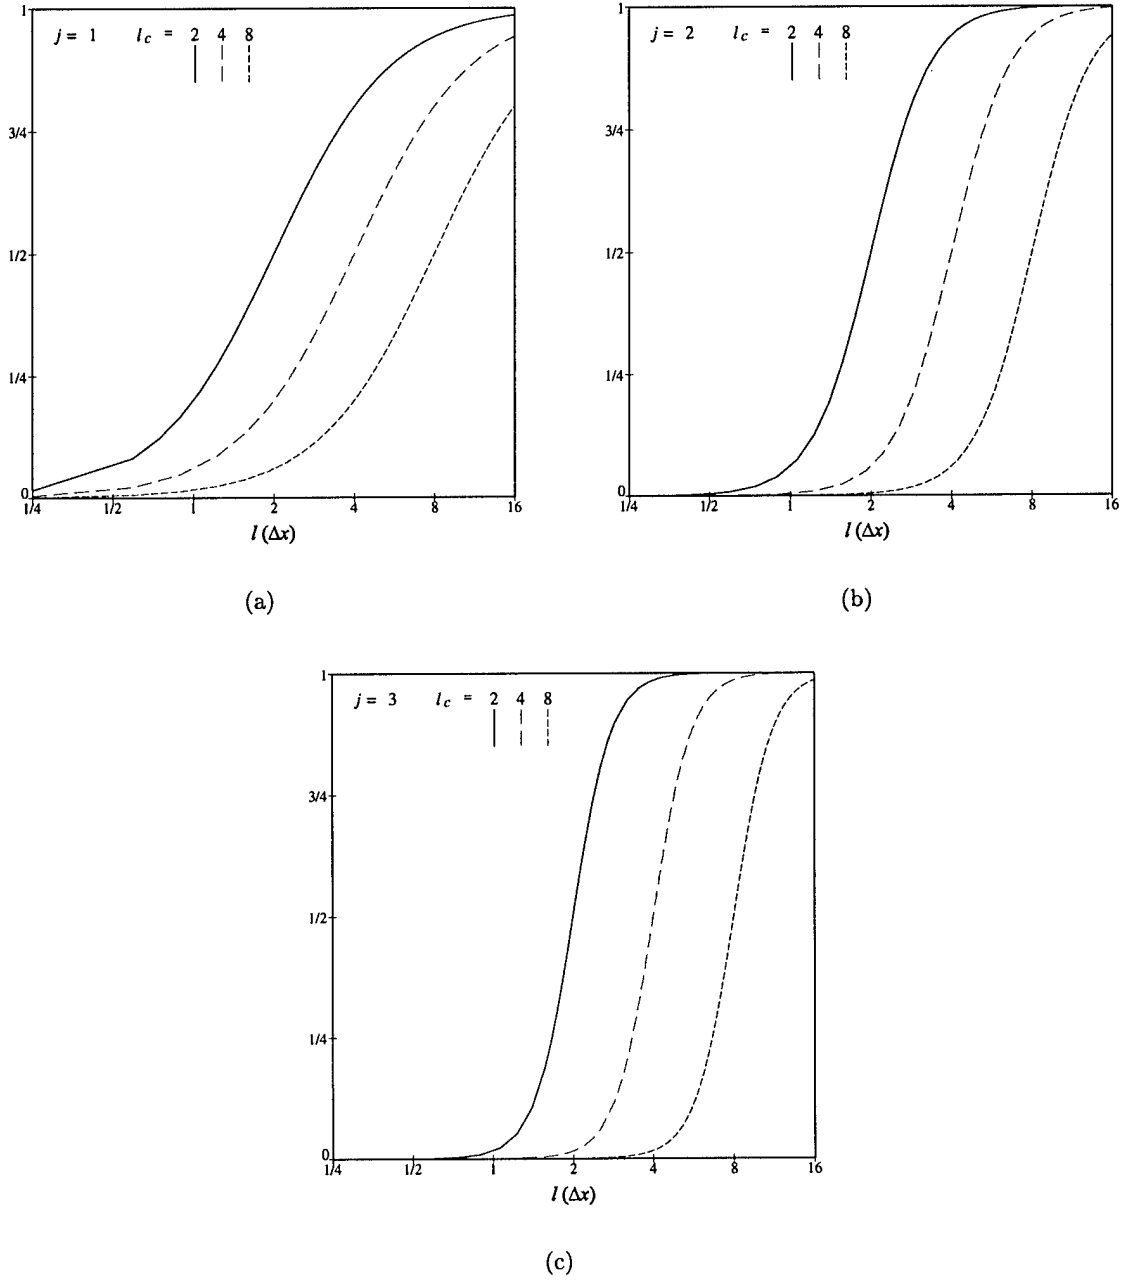 1
j = 1 l_c = 2 4 8
3/4
1/2
1/4
0
1/4 1/2 1 2 4 8 16
l (Δx)
(a)
1
j = 2 l_c = 2 4 8
3/4
1/2
1/4
0
1/4 1/2 1 2 4 8 16
l (Δx)
(b)
1
j = 3 l_c = 2 4 8
3/4
1/2
1/4
0
1/4 1/2 1 2 4 8 16
l (Δx)
(c)